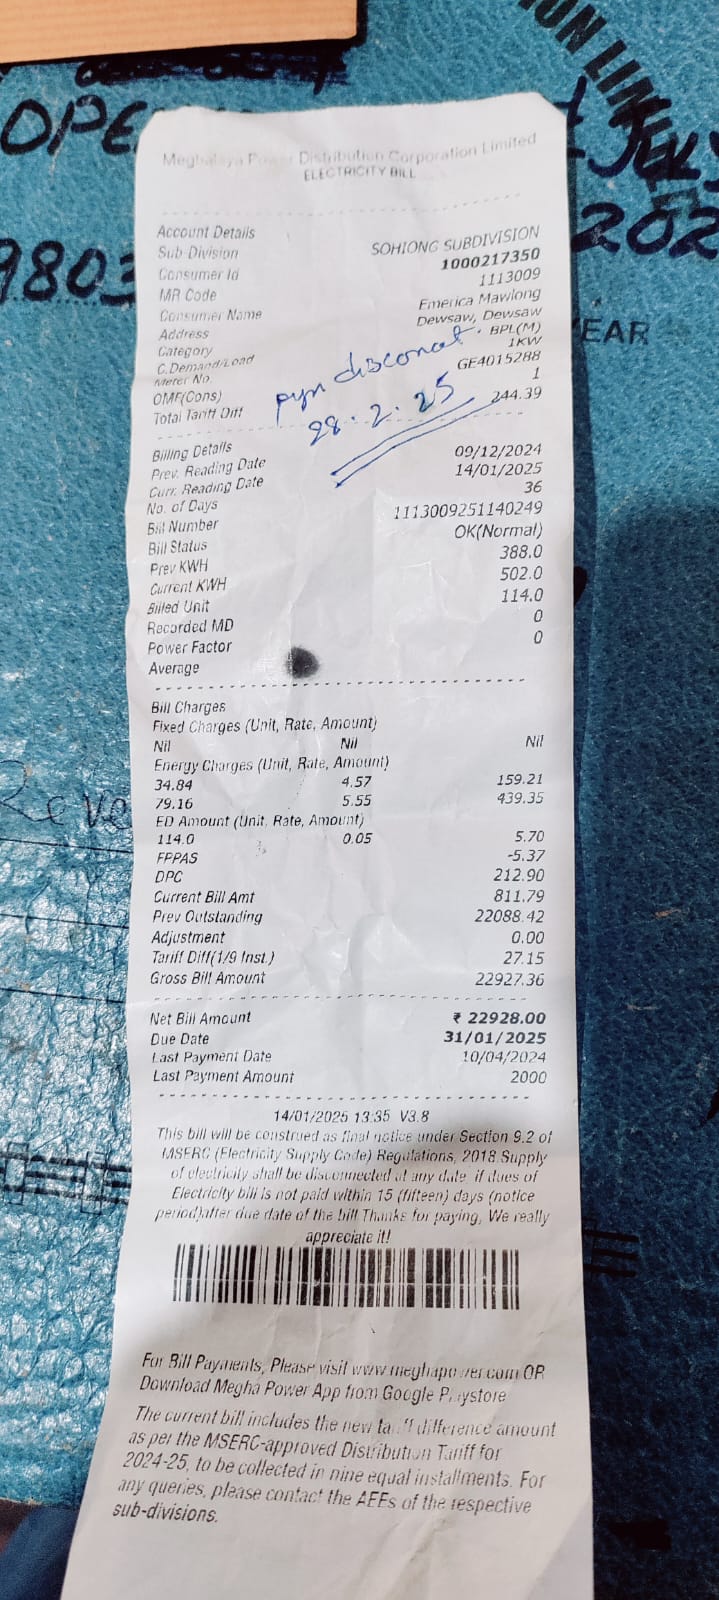 ION LINE
OPE
9803
202
YEAR
Meghalaya Power Distribution Corporation Limited
ELECTRICITY BILL
Account Details
Sub-Division SOHIONG SUBDIVISION
Consumer Id 1000217350
MR Code 1113009
Consumer Name Emerica Mawlong
Address Dewsaw, Dewsaw
Category BPL(M)
C.Demand/Load 1KW
Meter No. GE4015288
OMF(Cons) 1
Total Tariff Diff 244.39
pyn disconat.
28.2.25
Billing Details
Prev. Reading Date 09/12/2024
Curr. Reading Date 14/01/2025
No. of Days 36
Bill Number 1113009251140249
Bill Status OK(Normal)
Prev KWH 388.0
Current KWH 502.0
Billed Unit 114.0
Recorded MD 0
Power Factor 0
Average
Bill Charges
Fixed Charges (Unit, Rate, Amount)
Nil Nil Nil
Energy Charges (Unit, Rate, Amount)
34.84 4.57 159.21
79.16 5.55 439.35
ED Amount (Unit, Rate, Amount)
114.0 0.05 5.70
FPPAS -5.37
DPC 212.90
Current Bill Amt 811.79
Prev Outstanding 22088.42
Adjustment 0.00
Tariff Diff(1/9 Inst.) 27.15
Gross Bill Amount 22927.36
Net Bill Amount ₹ 22928.00
Due Date 31/01/2025
Last Payment Date 10/04/2024
Last Payment Amount 2000
14/01/2025 13:35 V3.8
This bill will be construed as final notice under Section 9.2 of
MSERC (Electricity Supply Code) Regulations, 2018.Supply
of electricity shall be disconnected at any date, if dues of
Electricity bill is not paid within 15 (fifteen) days (notice
period)after due date of the bill Thanks for paying, We really
appreciate it!
For Bill Payments, Please visit www.meghapower.com OR
Download Megha Power App from Google Playstore
The current bill includes the new tariff difference amount
as per the MSERC-approved Distribution Tariff for
2024-25, to be collected in nine equal installments. For
any queries, please contact the AEEs of the respective
sub-divisions.